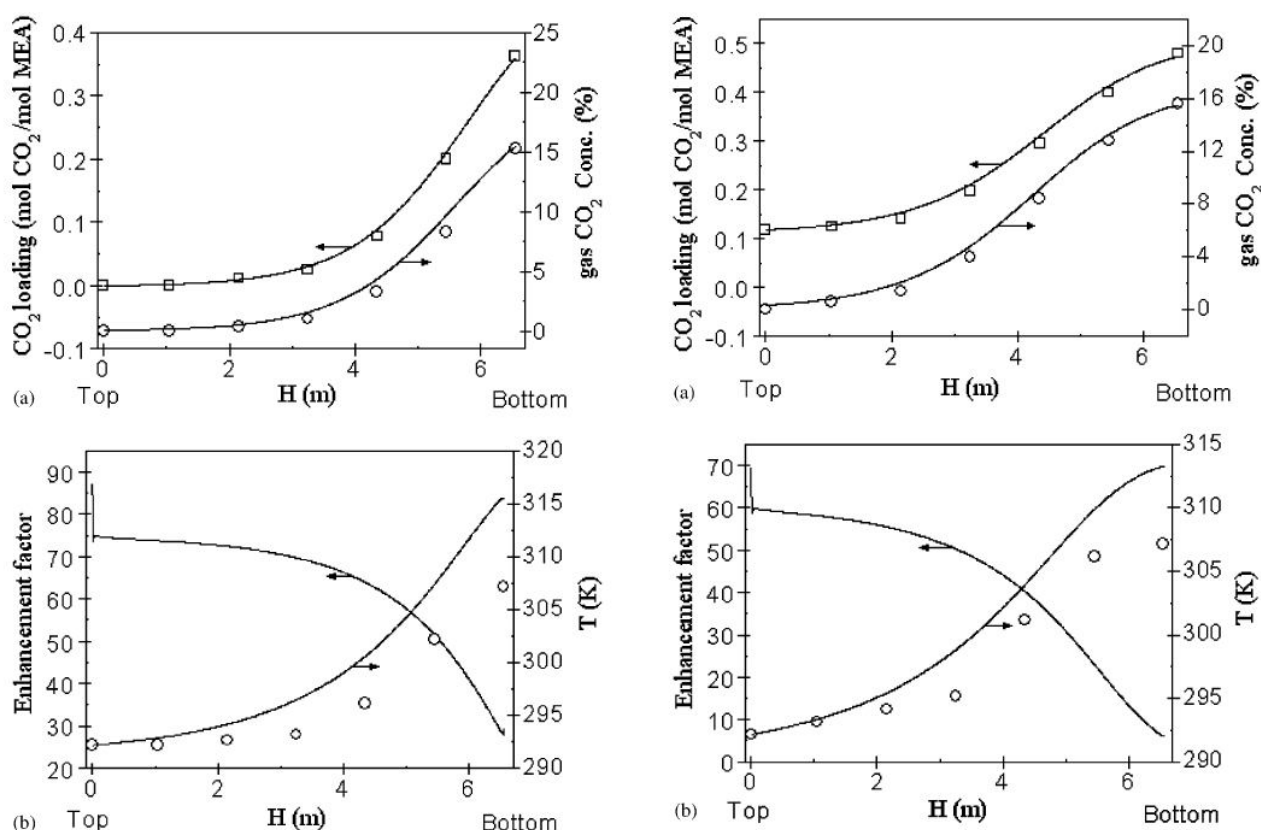 CO₂ loading (mol CO₂/mol MEA)
0.4
0.3
0.2
0.1
0.0
-0.1
25
20
15
10
5
0
gas CO₂ Conc. (%)
0
2
4
6
(a)
Top
H (m)
Bottom
CO₂ loading (mol CO₂/mol MEA)
0.5
0.4
0.3
0.2
0.1
0.0
-0.1
20
16
12
8
4
0
gas CO₂ Conc. (%)
0
2
4
6
(a)
Top
H (m)
Bottom
Enhancement factor
90
80
70
60
50
40
30
20
320
315
310
305
300
295
290
T (K)
0
2
4
6
(b)
Top
H (m)
Bottom
Enhancement factor
70
60
50
40
30
20
10
0
315
310
305
300
295
290
T (K)
0
2
4
6
(b)
Top
H (m)
Bottom